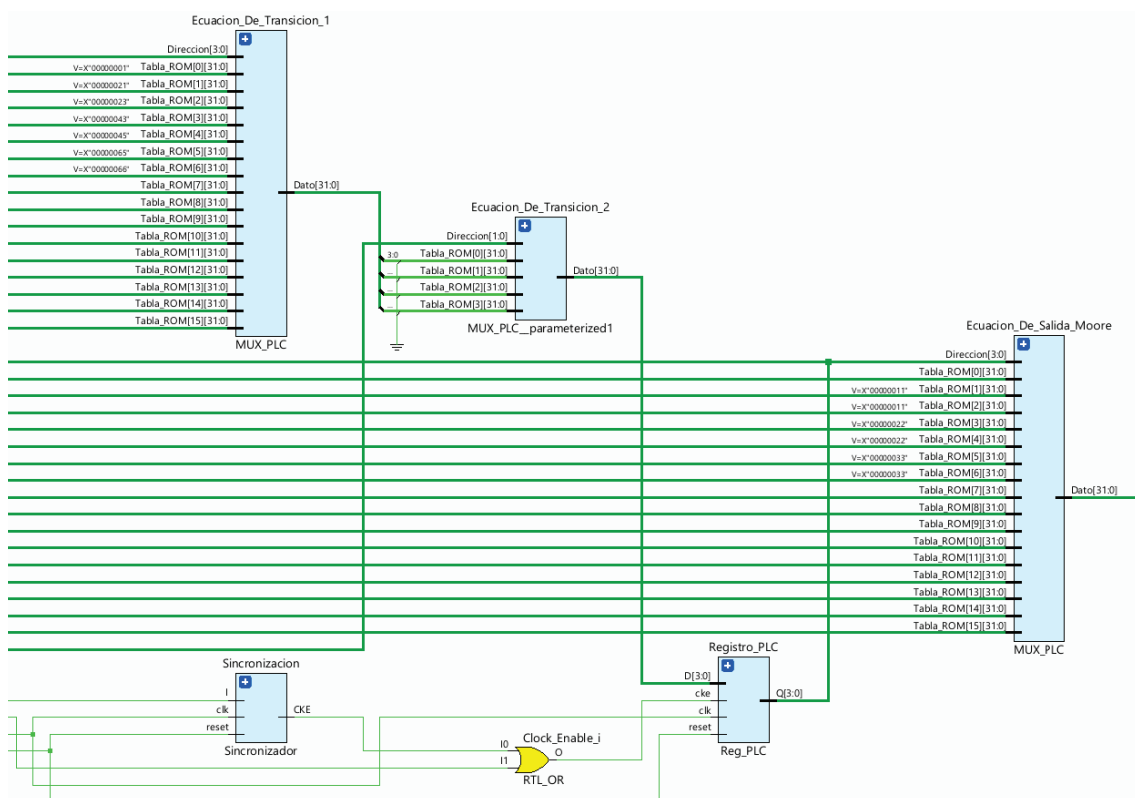 Ecuacion_De_Transicion_1
Direccion[3:0]
V=X"00000001" Tabla_ROM[0][31:0]
V=X"00000021" Tabla_ROM[1][31:0]
V=X"00000023" Tabla_ROM[2][31:0]
V=X"00000043" Tabla_ROM[3][31:0]
V=X"00000045" Tabla_ROM[4][31:0]
V=X"00000065" Tabla_ROM[5][31:0]
V=X"00000066" Tabla_ROM[6][31:0]
Tabla_ROM[7][31:0]
Tabla_ROM[8][31:0]
Tabla_ROM[9][31:0]
Tabla_ROM[10][31:0]
Tabla_ROM[11][31:0]
Tabla_ROM[12][31:0]
Tabla_ROM[13][31:0]
Tabla_ROM[14][31:0]
Tabla_ROM[15][31:0]
Dato[31:0]
MUX_PLC
Ecuacion_De_Transicion_2
Direccion[1:0]
3:0 Tabla_ROM[0][31:0]
... Tabla_ROM[1][31:0]
... Tabla_ROM[2][31:0]
... Tabla_ROM[3][31:0]
Dato[31:0]
MUX_PLC__parameterized1
Ecuacion_De_Salida_Moore
Direccion[3:0]
Tabla_ROM[0][31:0]
V=X"00000011" Tabla_ROM[1][31:0]
V=X"00000011" Tabla_ROM[2][31:0]
V=X"00000022" Tabla_ROM[3][31:0]
V=X"00000022" Tabla_ROM[4][31:0]
V=X"00000033" Tabla_ROM[5][31:0]
V=X"00000033" Tabla_ROM[6][31:0]
Tabla_ROM[7][31:0]
Tabla_ROM[8][31:0]
Tabla_ROM[9][31:0]
Tabla_ROM[10][31:0]
Tabla_ROM[11][31:0]
Tabla_ROM[12][31:0]
Tabla_ROM[13][31:0]
Tabla_ROM[14][31:0]
Tabla_ROM[15][31:0]
Dato[31:0]
MUX_PLC
Sincronizacion
I
clk
reset
CKE
Sincronizador
Clock_Enable_i
I0
I1
O
RTL_OR
Registro_PLC
D[3:0]
cke
clk
reset
Q[3:0]
Reg_PLC